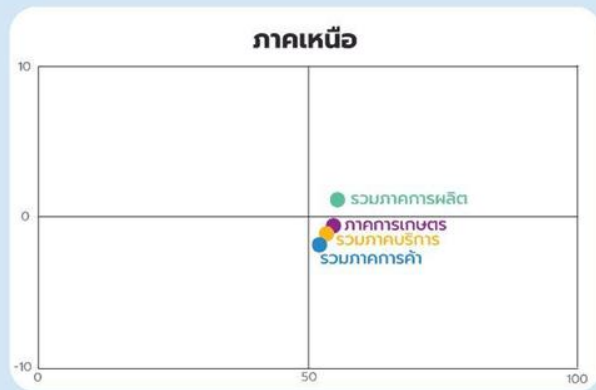 ภาคเหนือ
10
รวมภาคการผลิต
0
ภาคการเกษตร
รวมภาคบริการ
รวมภาคการค้า
-10
0
50
100